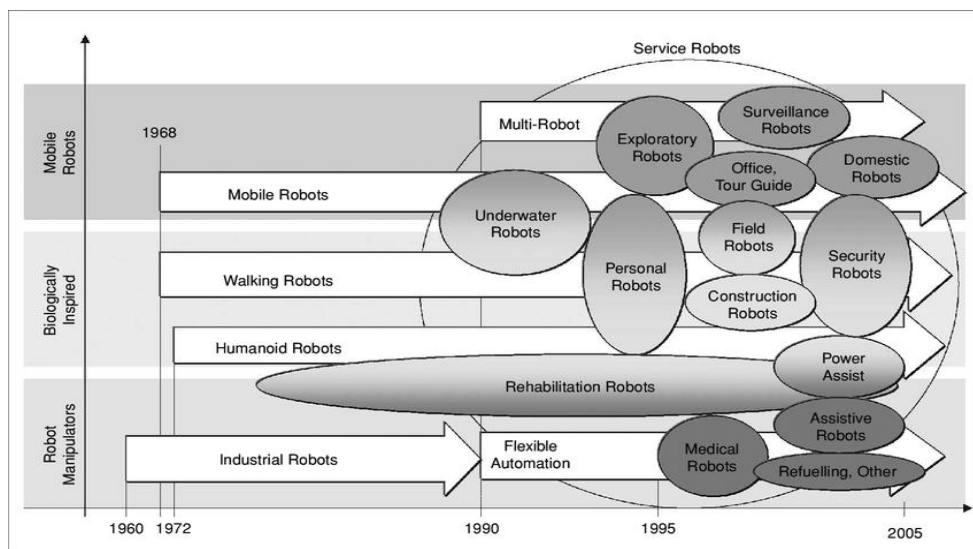 Service Robots
1968
Mobile
Robots
Multi-Robot
Exploratory
Robots
Surveillance
Robots
Office,
Tour Guide
Domestic
Robots
Mobile Robots
Underwater
Robots
Field
Robots
Biologically
Inspired
Walking Robots
Personal
Robots
Security
Robots
Construction
Robots
Humanoid Robots
Power
Assist
Rehabilitation Robots
Robot
Manipulators
Industrial Robots
Flexible
Automation
Medical
Robots
Assistive
Robots
Refuelling, Other
1960
1972
1990
1995
2005